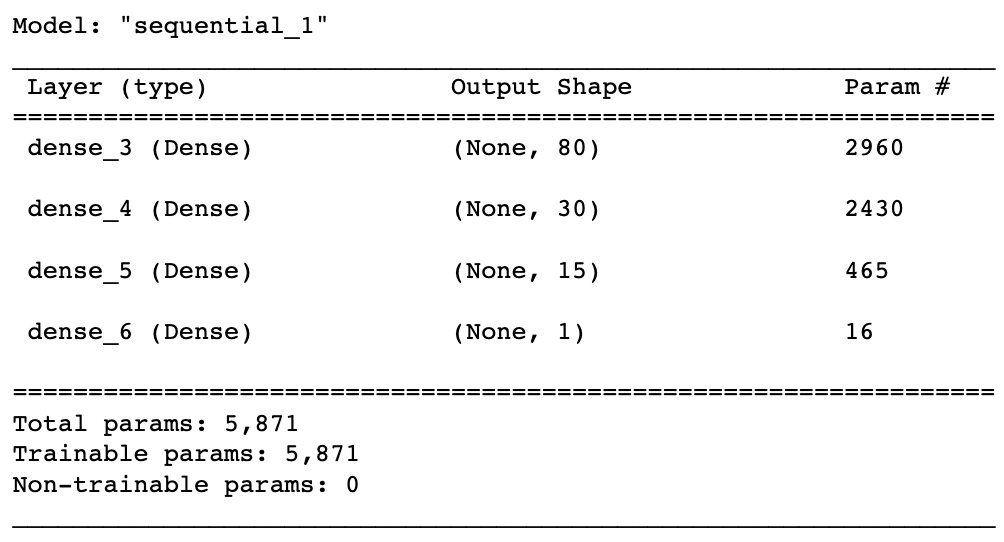 Model: "sequential_1"
Layer (type) Output Shape Param #
dense_3 (Dense) (None, 80) 2960
dense_4 (Dense) (None, 30) 2430
dense_5 (Dense) (None, 15) 465
dense_6 (Dense) (None, 1) 16
Total params: 5,871
Trainable params: 5,871
Non-trainable params: 0